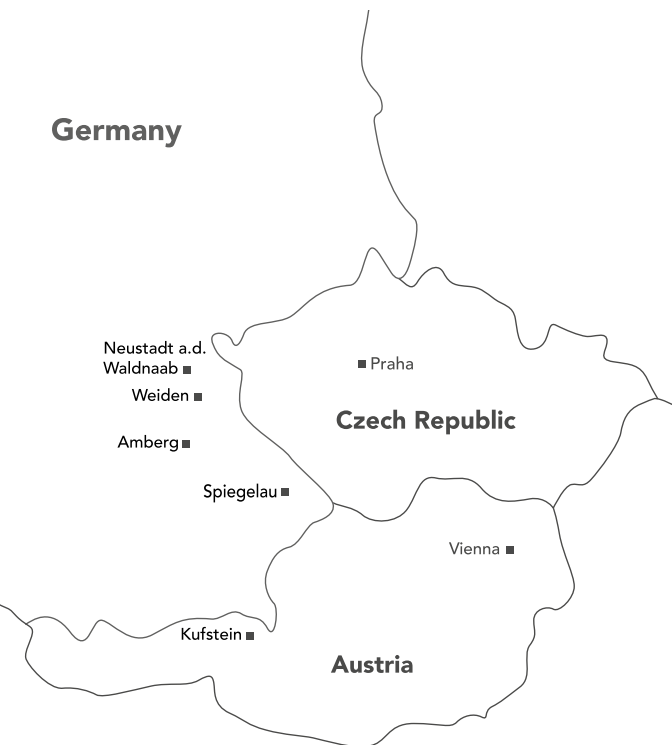 Germany
Neustadt a.d.
Waldnaab
Praha
Weiden
Czech Republic
Amberg
Spiegelau
Vienna
Kufstein
Austria